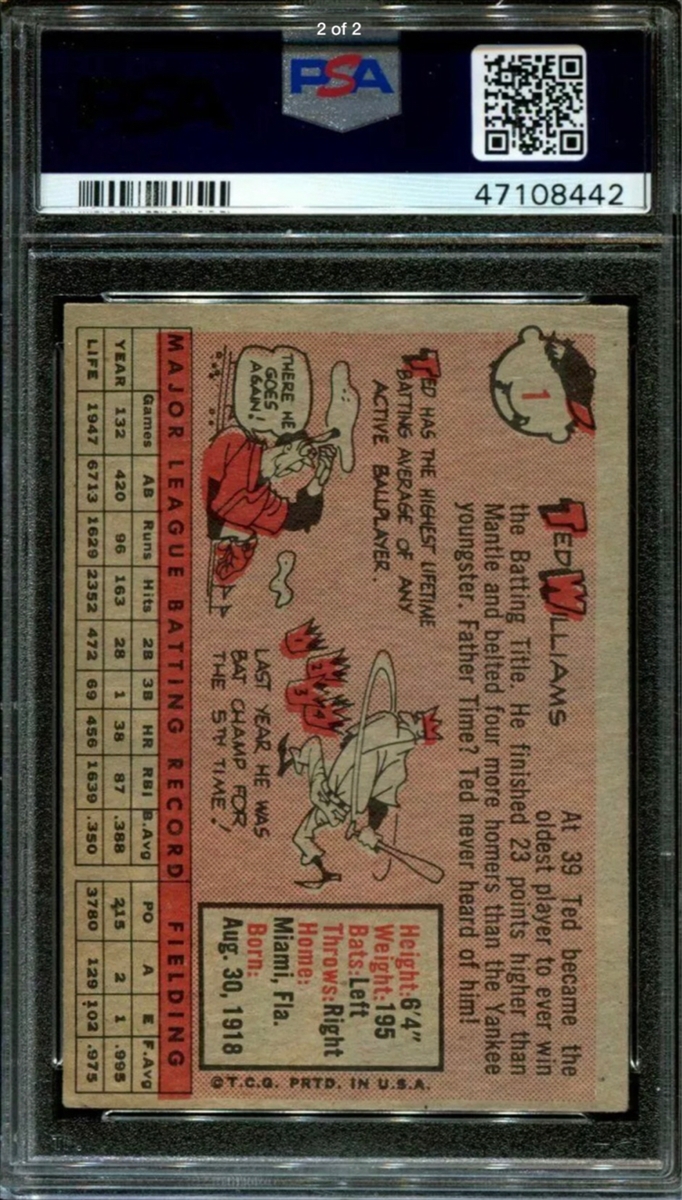 2 of 2
PSA
47108442
1
TED WILLIAMS
At 39 Ted became the
oldest player to ever win
the Batting Title. He finished 23 points higher than
Mantle and belted four more homers than the Yankee
youngster. Father Time? Ted never heard of him!
TED HAS THE HIGHEST LIFETIME
BATTING AVERAGE OF ANY
ACTIVE BALLPLAYER.
THERE HE
GOES
AGAIN!
1
2
3
4
LAST YEAR HE WAS
BAT CHAMP FOR
THE 5TH TIME!
Height: 6'4"
Weight: 195
Bats: Left
Throws: Right
Home:
Miami, Fla.
Born:
Aug. 30, 1918
©T.C.G. PRTD. IN U.S.A.
MAJOR LEAGUE BATTING RECORD FIELDING
Games AB Runs Hits 2B 3B HR RBI B.Avg PO A E F.Avg
YEAR 132 420 96 163 28 1 38 87 .388 215 2 1 .995
LIFE 1947 6713 1629 2352 472 69 456 1639 .350 3780 129 102 .975